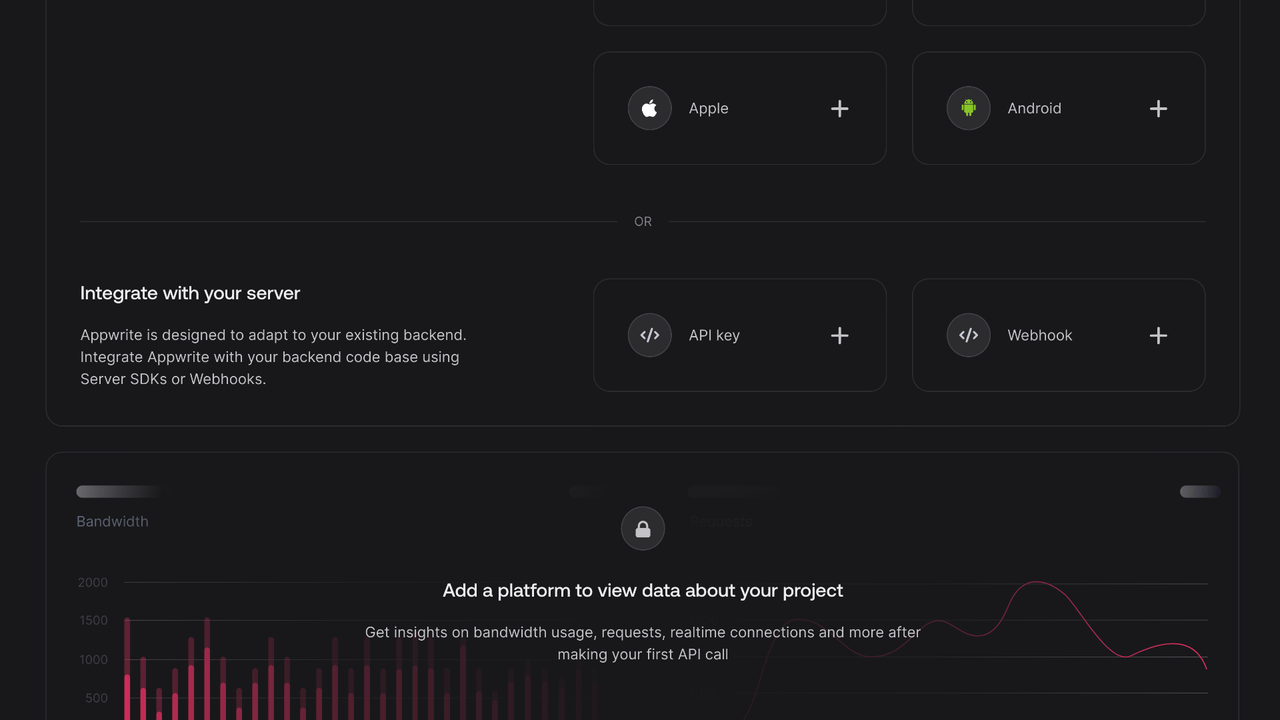 Apple
Android
OR
Integrate with your server
Appwrite is designed to adapt to your existing backend.
Integrate Appwrite with your backend code base using
Server SDKs or Webhooks.
API key
Webhook
Bandwidth
Requests
2000
1500
1000
500
Add a platform to view data about your project
Get insights on bandwidth usage, requests, realtime connections and more after
making your first API call